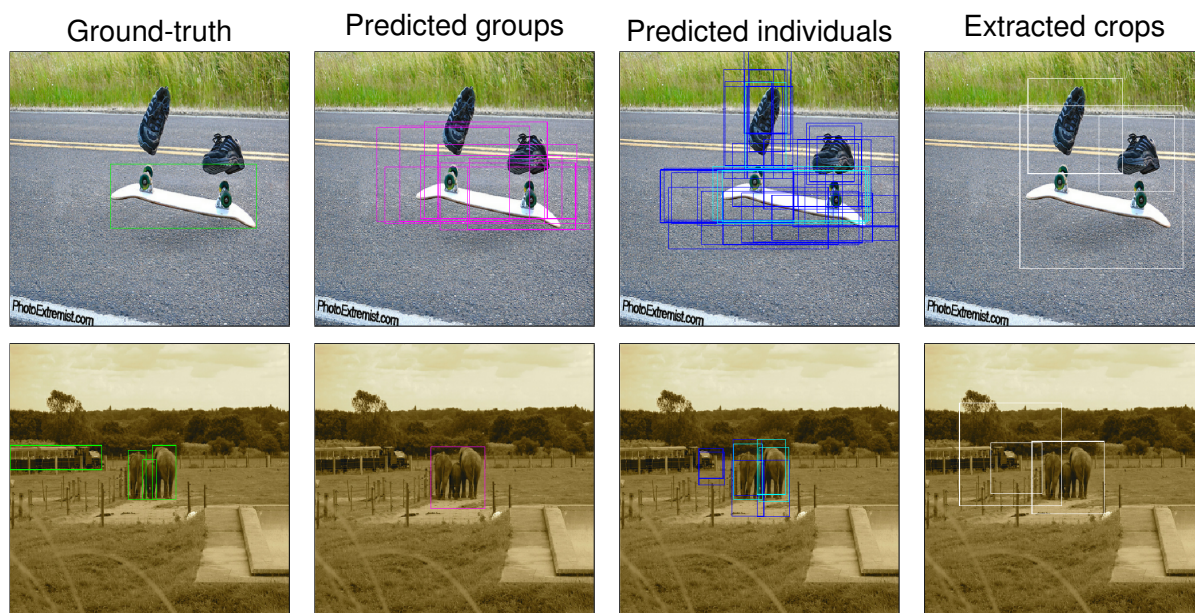 Ground-truth
Predicted groups
Predicted individuals
Extracted crops
PhotoExtremist.com
PhotoExtremist.com
PhotoExtremist.com
PhotoExtremist.com